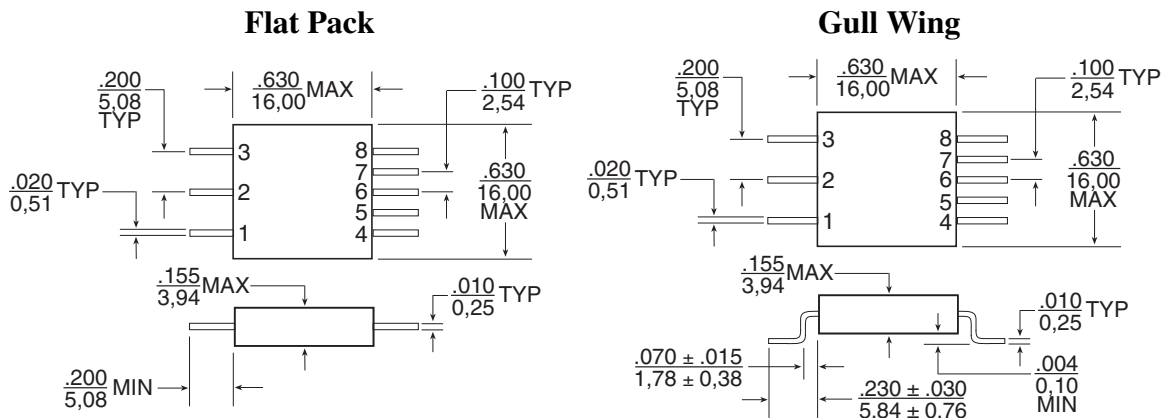 Flat Pack
.200
5,08
TYP
.630 MAX
16,00
.100 TYP
2,54
3
2
1
8
7
6
5
4
.020 TYP
0,51
.630
16,00
MAX
.155 MAX
3,94
.010 TYP
0,25
.200 MIN
5,08
Gull Wing
.200
5,08
TYP
.630 MAX
16,00
.100 TYP
2,54
3
2
1
8
7
6
5
4
.020 TYP
0,51
.630
16,00
MAX
.155 MAX
3,94
.010 TYP
0,25
.070 ± .015
1,78 ± 0,38
.230 ± .030
5.84 ± 0.76
.004
0,10
MIN